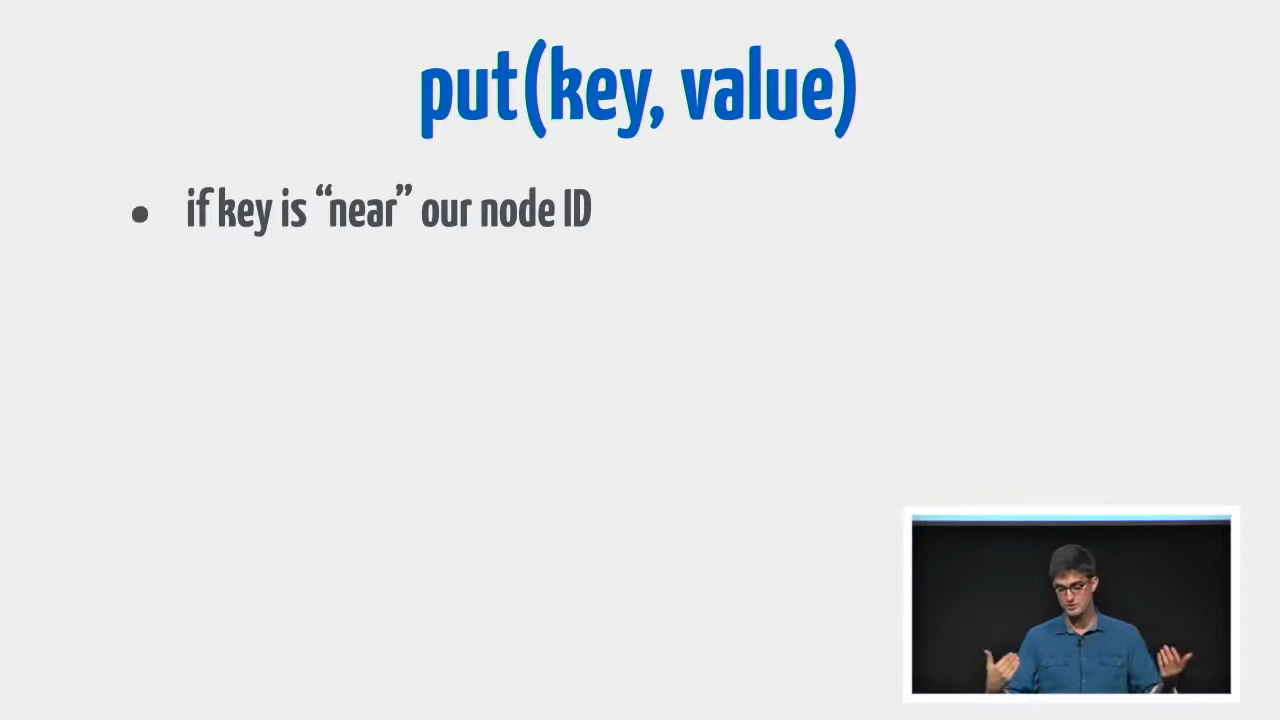 put(key, value)
• if key is “near” our node ID